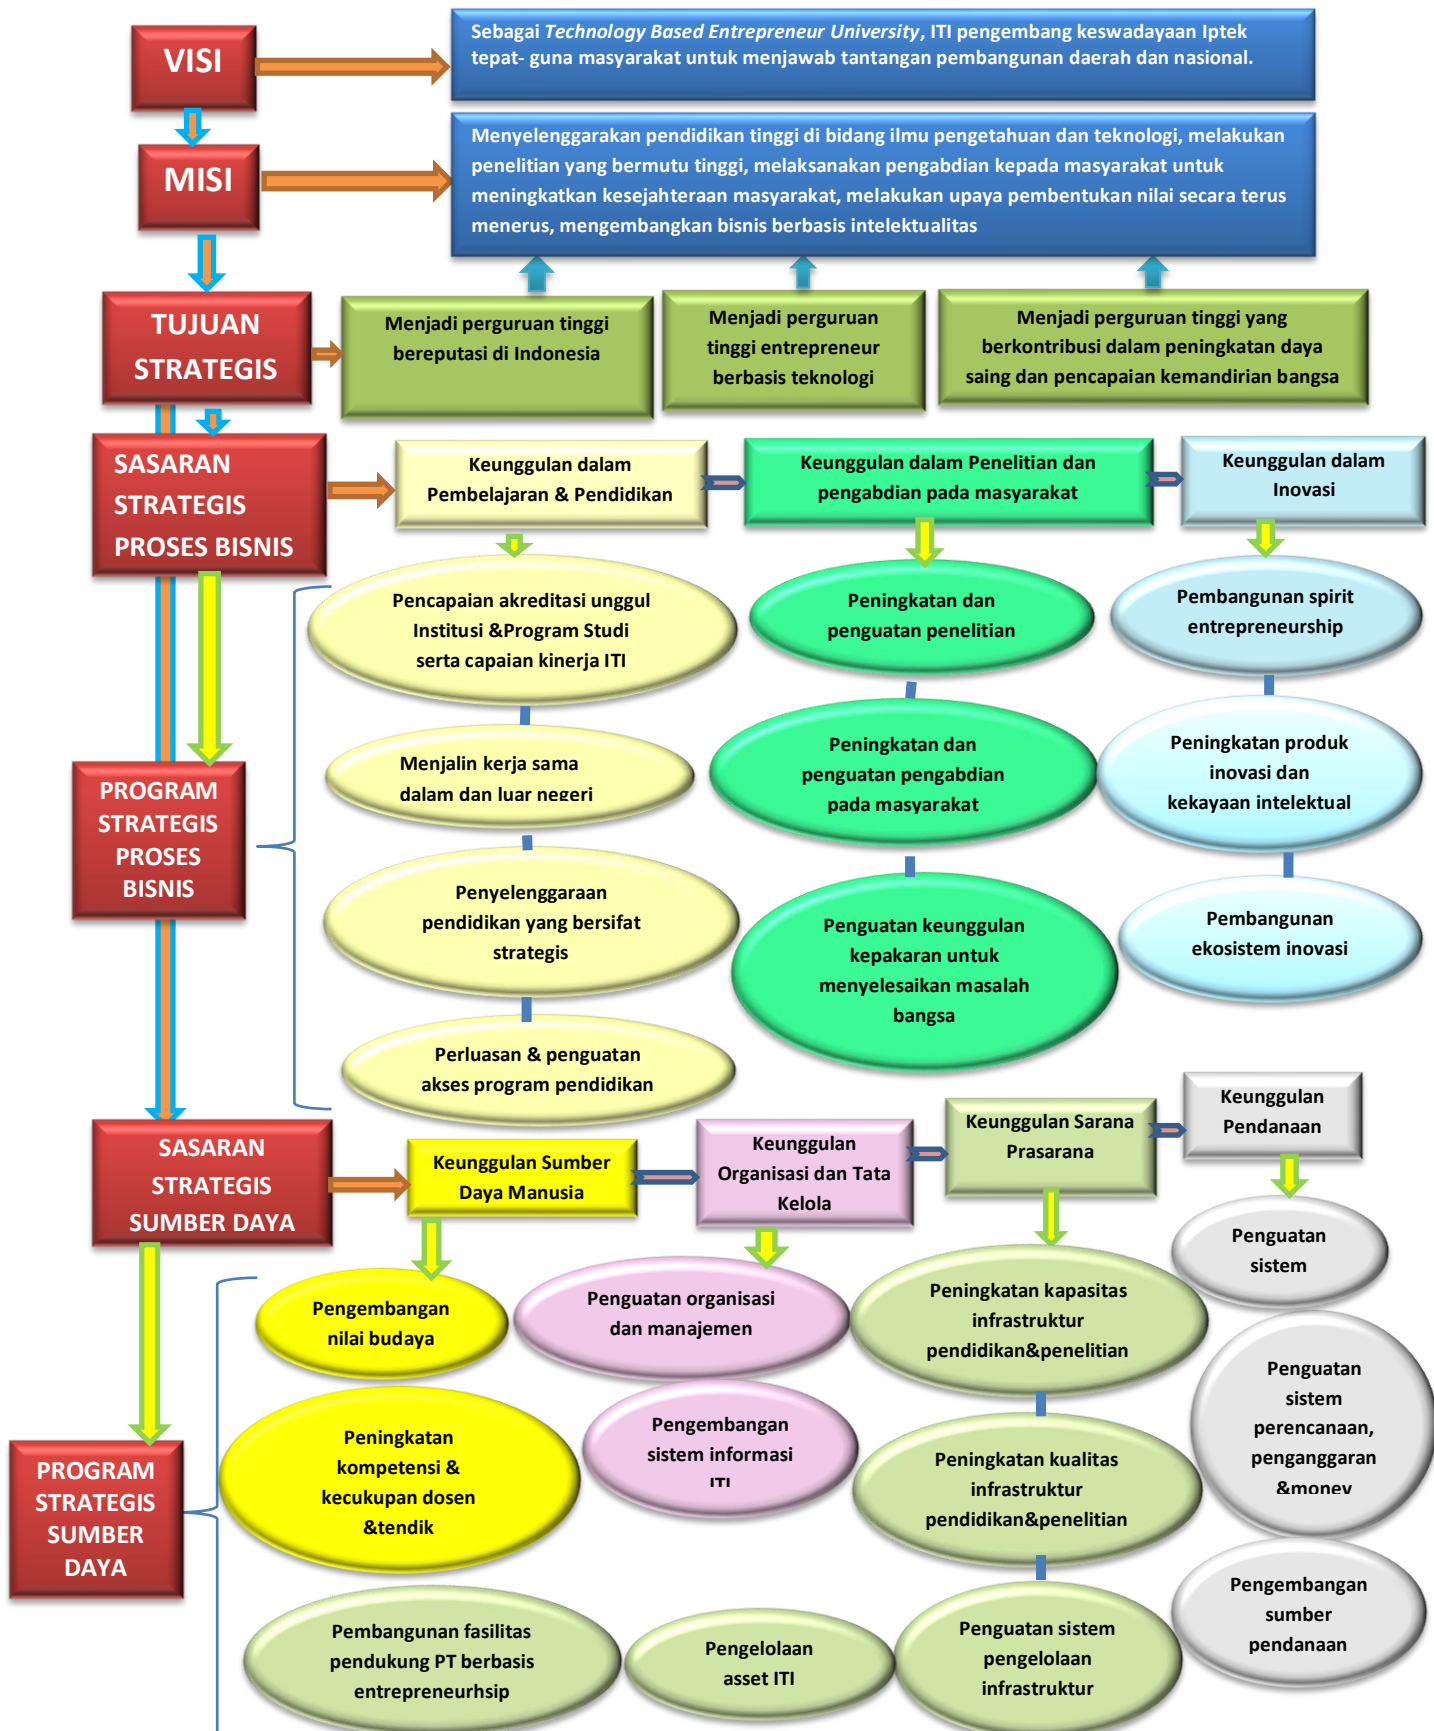 VISI
Sebagai Technology Based Entrepreneur University, ITI pengembang keswadayaan Iptek
tepat- guna masyarakat untuk menjawab tantangan pembangunan daerah dan nasional.
MISI
Menyelenggarakan pendidikan tinggi di bidang ilmu pengetahuan dan teknologi, melakukan
penelitian yang bermutu tinggi, melaksanakan pengabdian kepada masyarakat untuk
meningkatkan kesejahteraan masyarakat, melakukan upaya pembentukan nilai secara terus
menerus, mengembangkan bisnis berbasis intelektualitas
TUJUAN
STRATEGIS
Menjadi perguruan tinggi
bereputasi di Indonesia
Menjadi perguruan
tinggi entrepreneur
berbasis teknologi
Menjadi perguruan tinggi yang
berkontribusi dalam peningkatan daya
saing dan pencapaian kemandirian bangsa
SASARAN
STRATEGIS
PROSES BISNIS
Keunggulan dalam
Pembelajaran & Pendidikan
Keunggulan dalam Penelitian dan
pengabdian pada masyarakat
Keunggulan dalam
Inovasi
Pencapaian akreditasi unggul
Institusi &Program Studi
serta capaian kinerja ITI
Peningkatan dan
penguatan penelitian
Pembangunan spirit
entrepreneurship
PROGRAM
STRATEGIS
PROSES
BISNIS
Menjalin kerja sama
dalam dan luar negeri
Peningkatan dan
penguatan pengabdian
pada masyarakat
Peningkatan produk
inovasi dan
kekayaan intelektual
Penyelenggaraan
pendidikan yang bersifat
strategis
Penguatan keunggulan
kepakaran untuk
menyelesaikan masalah
bangsa
Pembangunan
ekosistem inovasi
Perluasan & penguatan
akses program pendidikan
SASARAN
STRATEGIS
SUMBER DAYA
Keunggulan Sumber
Daya Manusia
Keunggulan
Organisasi dan Tata
Kelola
Keunggulan Sarana
Prasarana
Keunggulan
Pendanaan
Pengembangan
nilai budaya
Penguatan organisasi
dan manajemen
Peningkatan kapasitas
infrastruktur
pendidikan&penelitian
Penguatan
sistem
PROGRAM
STRATEGIS
SUMBER
DAYA
Peningkatan
kompetensi &
kecukupan dosen
&tendik
Pengembangan
sistem informasi
ITI
Peningkatan kualitas
infrastruktur
pendidikan&penelitian
Penguatan
sistem
perencanaan,
penganggaran
&monev
Pembangunan fasilitas
pendukung PT berbasis
entrepreneurhsip
Pengelolaan
asset ITI
Penguatan sistem
pengelolaan
infrastruktur
Pengembangan
sumber
pendanaan